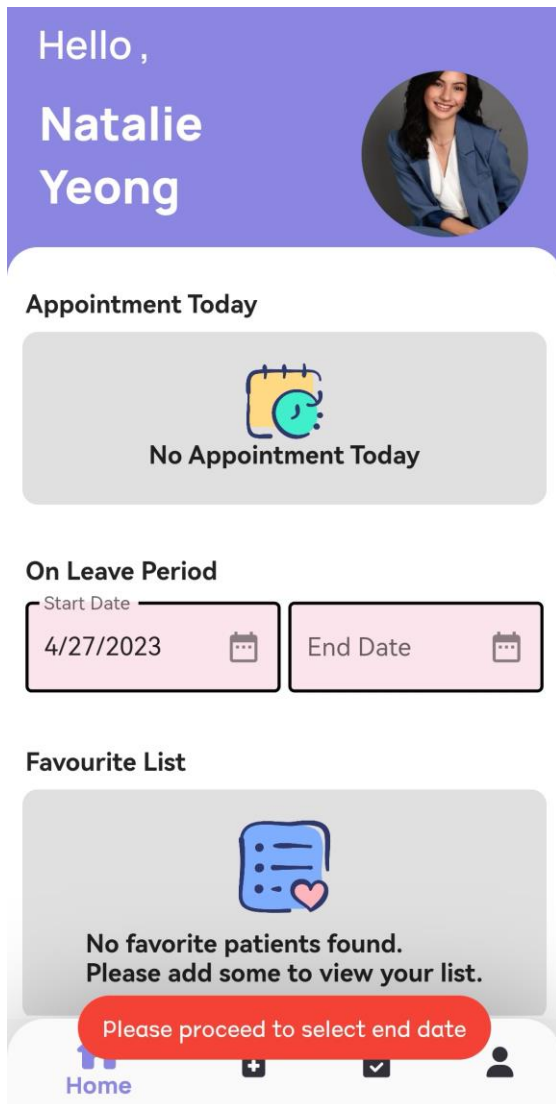 Hello ,
Natalie
Yeong
Appointment Today
No Appointment Today
On Leave Period
Start Date
4/27/2023
End Date
Favourite List
No favorite patients found.
Please add some to view your list.
Please proceed to select end date
Home